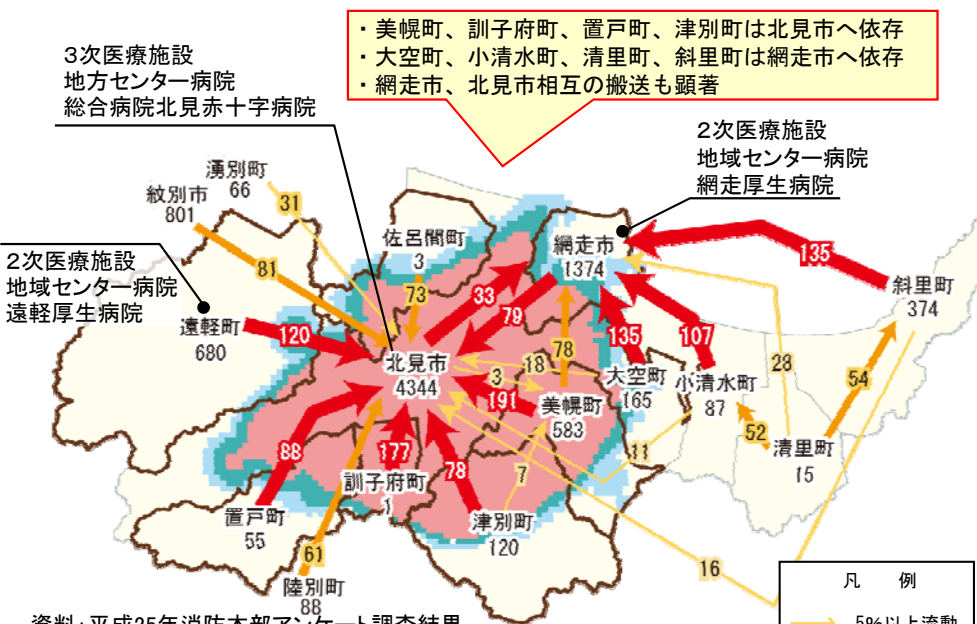 ・美幌町、訓子府町、置戸町、津別町は北見市へ依存
・大空町、小清水町、清里町、斜里町は網走市へ依存
・網走市、北見市相互の搬送も顕著
3次医療施設
地方センター病院
総合病院北見赤十字病院
2次医療施設
地域センター病院
網走厚生病院
湧別町
66
31
紋別市
801
81
佐呂間町
3
73
網走市
1374
135
斜里町
374
2次医療施設
地域センター病院
遠軽厚生病院
遠軽町
680
120
33
79
北見市
4344
18
3
78
135
107
大空町
165
小清水町
87
28
54
191
美幌町
583
52
清里町
15
88
177
訓子府町
1
78
7
11
置戸町
55
61
津別町
120
16
陸別町
88
凡 例
5%以上流動